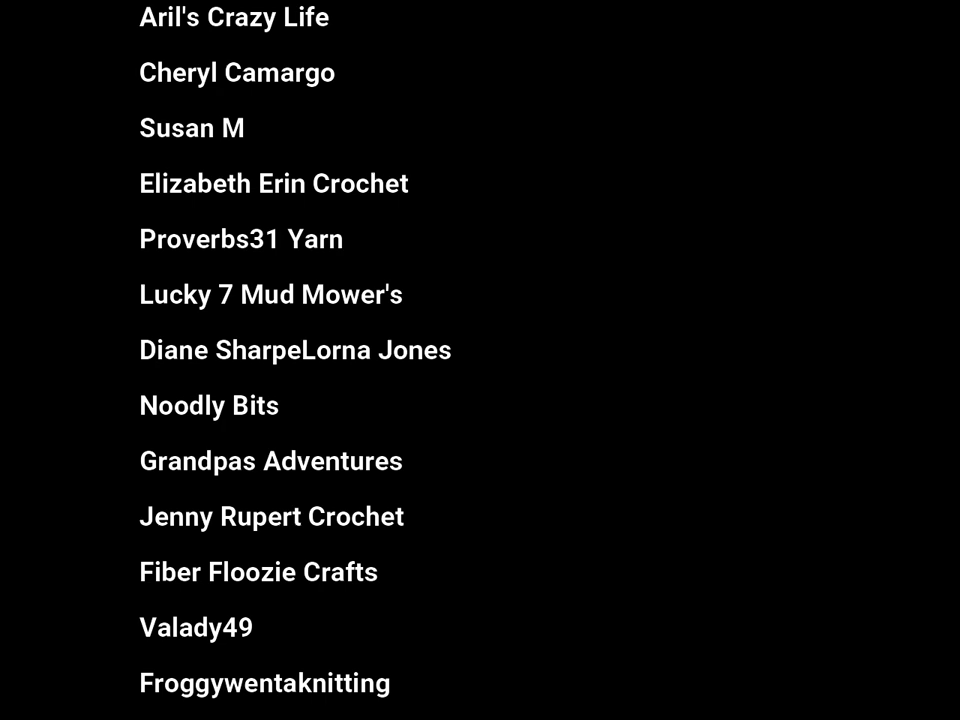 Aril's Crazy Life
Cheryl Camargo
Susan M
Elizabeth Erin Crochet
Proverbs31 Yarn
Lucky 7 Mud Mower's
Diane SharpeLorna Jones
Noodly Bits
Grandpas Adventures
Jenny Rupert Crochet
Fiber Floozie Crafts
Valady49
Froggywentaknitting